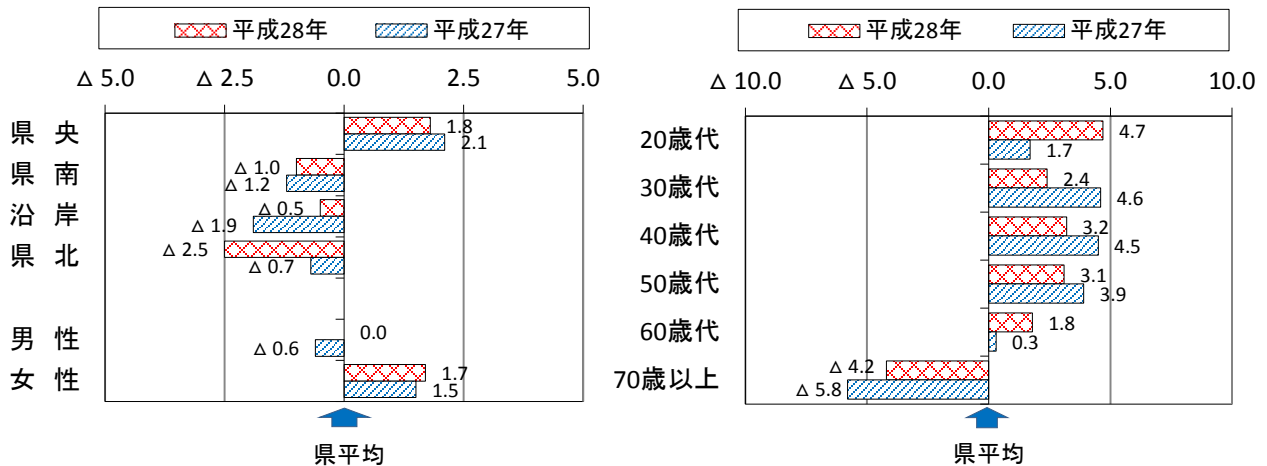 平成28年 平成27年
△ 5.0 △ 2.5 0.0 2.5 5.0
県 央 1.8
2.1
県 南 △ 1.0
△ 1.2
沿 岸 △ 0.5
△ 1.9
県 北 △ 2.5
△ 0.7
男 性 0.0
△ 0.6
女 性 1.7
1.5
県平均
平成28年 平成27年
△ 10.0 △ 5.0 0.0 5.0 10.0
20歳代 4.7
1.7
30歳代 2.4
4.6
40歳代 3.2
4.5
50歳代 3.1
3.9
60歳代 1.8
0.3
70歳以上 △ 4.2
△ 5.8
県平均